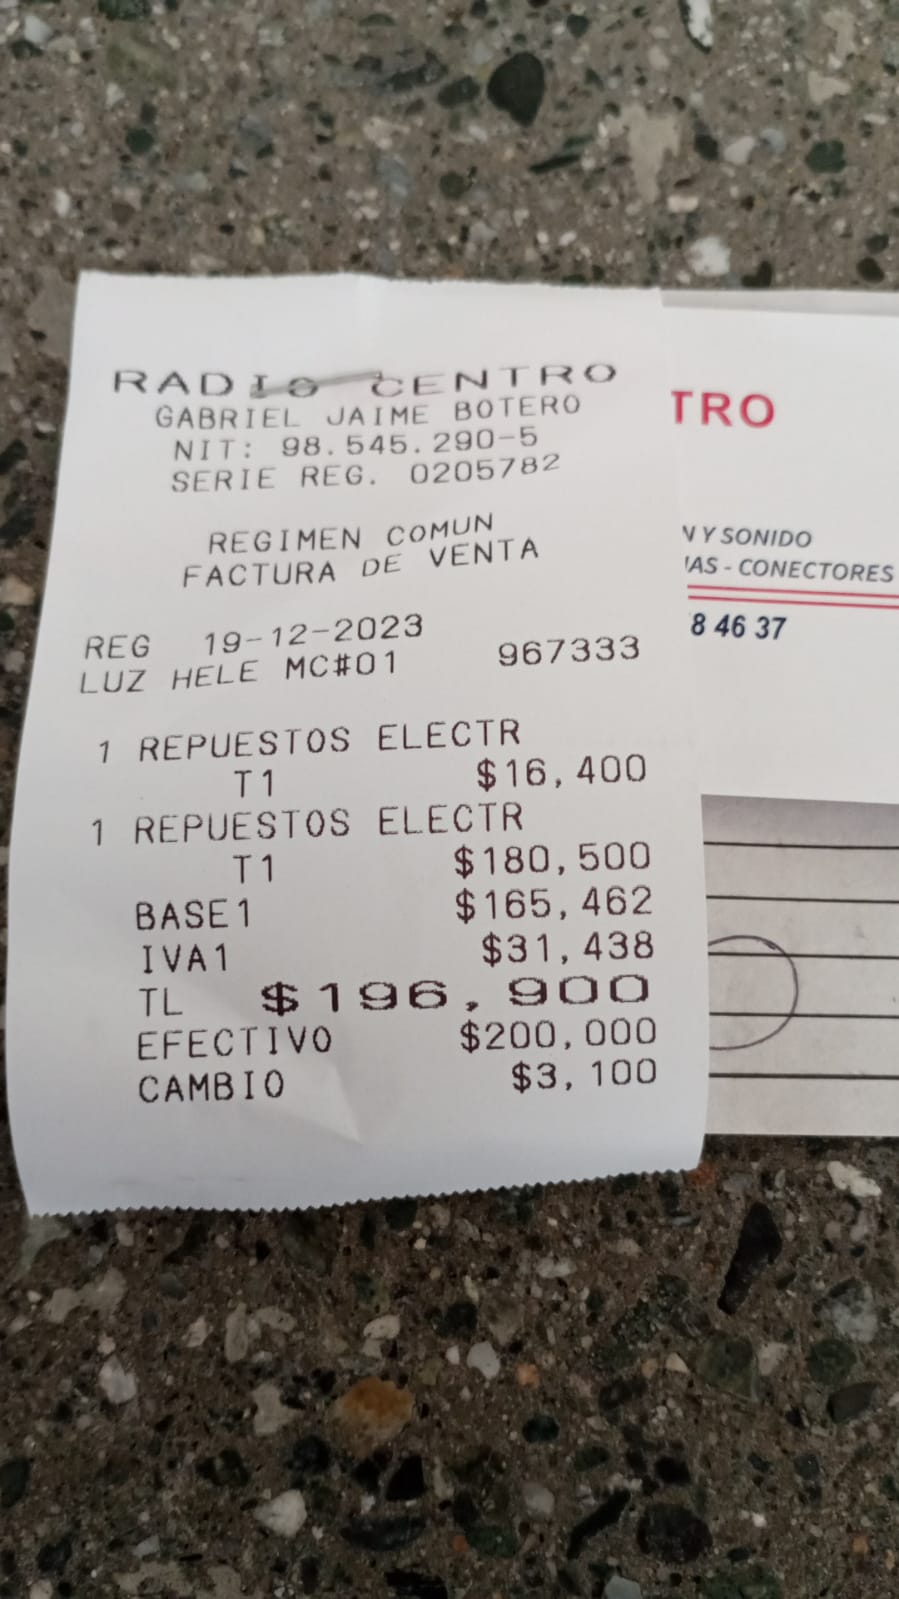 RADIO CENTRO
GABRIEL JAIME BOTERO
NIT: 98.545.290-5
SERIE REG. 0205782
REGIMEN COMUN
FACTURA DE VENTA
REG 19-12-2023
LUZ HELE MC#01 967333
1 REPUESTOS ELECTR
T1 $16,400
1 REPUESTOS ELECTR
T1 $180,500
BASE1 $165,462
IVA1 $31,438
TL $196,900
EFECTIVO $200,000
CAMBIO $3,100
TRO
N Y SONIDO
IAS - CONECTORES
8 46 37